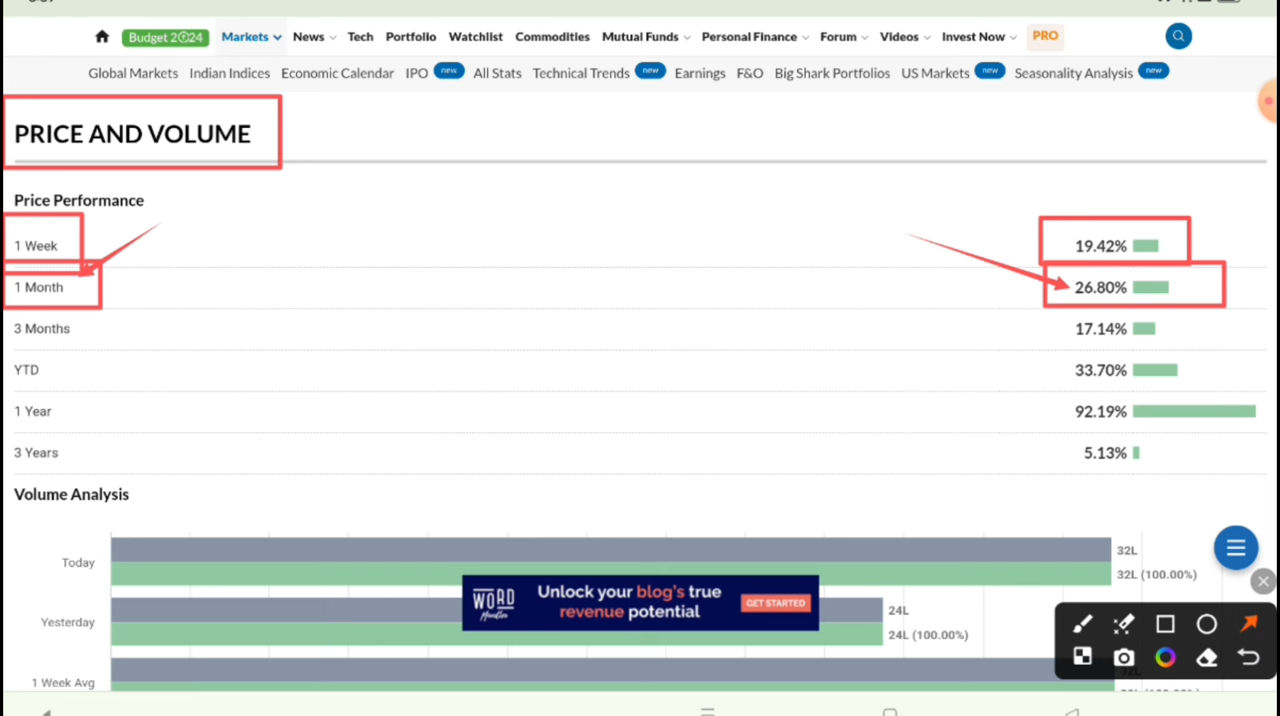 Budget 2024 Markets News Tech Portfolio Watchlist Commodities Mutual Funds Personal Finance Forum Videos Invest Now PRO
Global Markets Indian Indices Economic Calendar IPO new All Stats Technical Trends new Earnings F&O Big Shark Portfolios US Markets new Seasonality Analysis new
PRICE AND VOLUME
Price Performance
1 Week 19.42%
1 Month 26.80%
3 Months 17.14%
YTD 33.70%
1 Year 92.19%
3 Years 5.13%
Volume Analysis
Today 32L
32L (100.00%)
WORD
Unlock your blog's true
revenue potential
GET STARTED
Yesterday 24L
24L (100.00%)
1 Week Avg